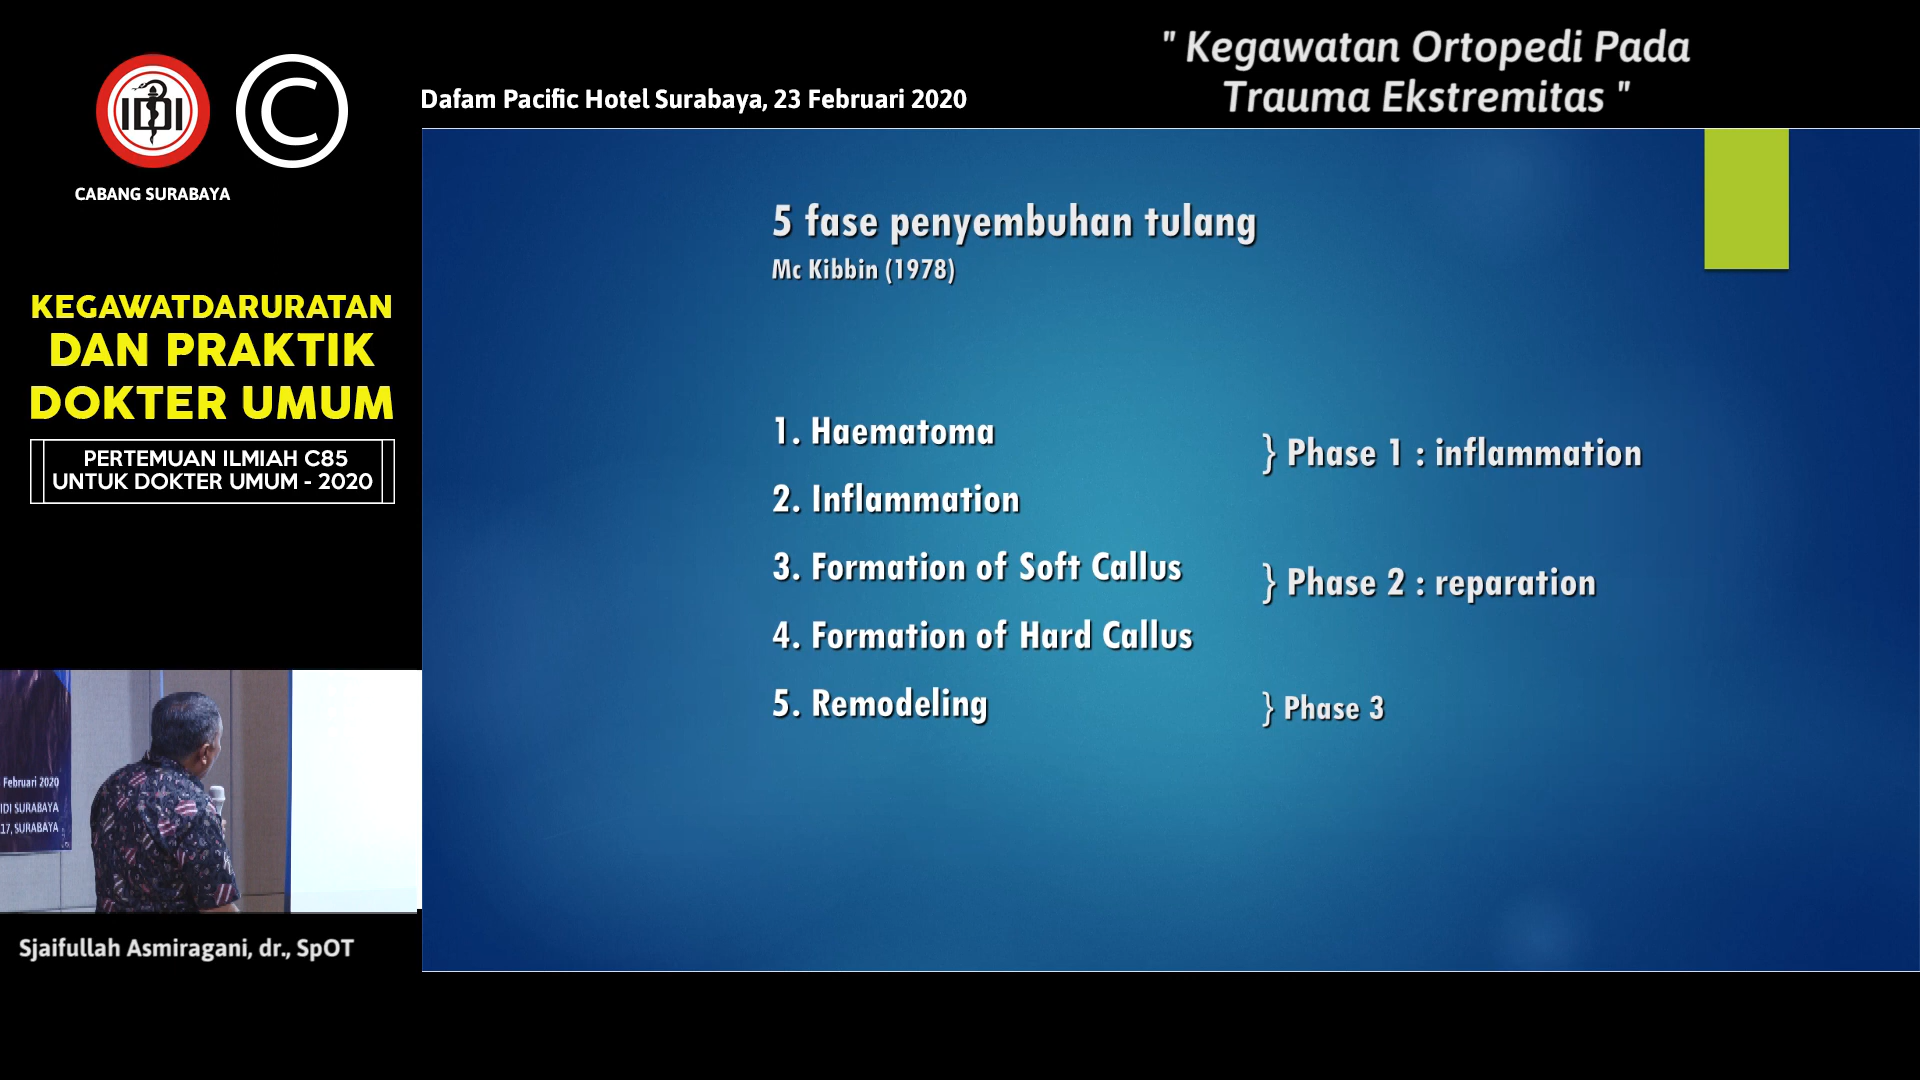 IDI
C
CABANG SURABAYA
Dafam Pacific Hotel Surabaya, 23 Februari 2020
" Kegawatan Ortopedi Pada
Trauma Ekstremitas "
KEGAWATDARURATAN
DAN PRAKTIK
DOKTER UMUM
PERTEMUAN ILMIAH C85
UNTUK DOKTER UMUM - 2020
5 fase penyembuhan tulang
Mc Kibbin (1978)
1. Haematoma
2. Inflammation
3. Formation of Soft Callus
4. Formation of Hard Callus
5. Remodeling
} Phase 1 : inflammation
} Phase 2 : reparation
} Phase 3
Februari 2020
IDI SURABAYA
17, SURABAYA
Sjaifullah Asmiragani, dr., SpOT